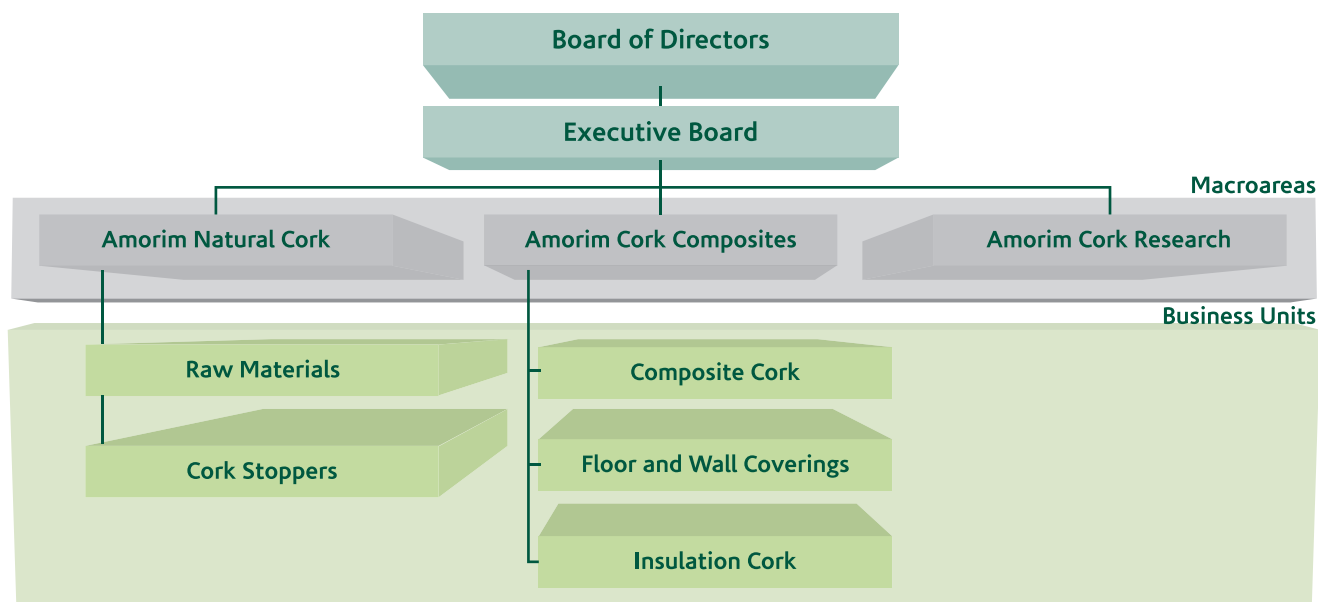 Board of Directors
Executive Board
Macroareas
Amorim Natural Cork
Amorim Cork Composites
Amorim Cork Research
Business Units
Raw Materials
Composite Cork
Cork Stoppers
Floor and Wall Coverings
Insulation Cork